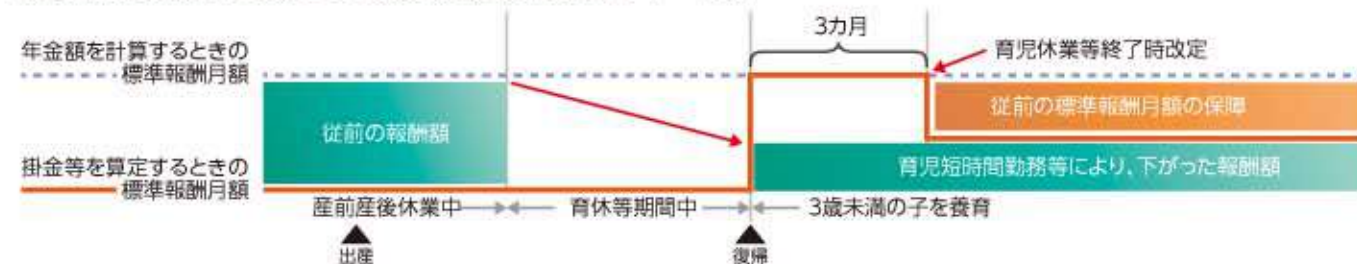 3カ月
年金額を計算するときの
標準報酬月額
育児休業等終了時改定
従前の標準報酬月額の保障
従前の報酬額
掛金等を算定するときの
標準報酬月額
育児短時間勤務等により、下がった報酬額
産前産後休業中
育休等期間中
3歳未満の子を養育
出産
復帰